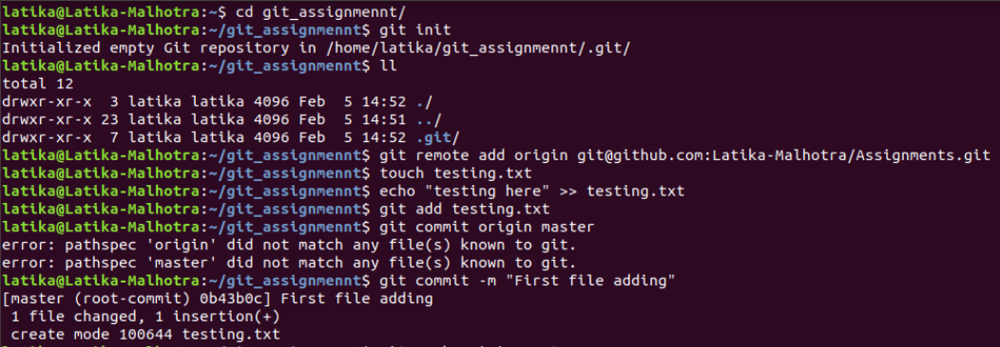 latika@Latika-Malhotra:~$ cd git_assignmennt/
latika@Latika-Malhotra:~/git_assignmennt$ git init
Initialized empty Git repository in /home/latika/git_assignmennt/.git/
latika@Latika-Malhotra:~/git_assignmennt$ ll
total 12
drwxr-xr-x  3 latika latika 4096 Feb  5 14:52 ./
drwxr-xr-x 23 latika latika 4096 Feb  5 14:51 ../
drwxr-xr-x  7 latika latika 4096 Feb  5 14:52 .git/
latika@Latika-Malhotra:~/git_assignmennt$ git remote add origin git@github.com:Latika-Malhotra/Assignments.git
latika@Latika-Malhotra:~/git_assignmennt$ touch testing.txt
latika@Latika-Malhotra:~/git_assignmennt$ echo "testing here" >> testing.txt
latika@Latika-Malhotra:~/git_assignmennt$ git add testing.txt
latika@Latika-Malhotra:~/git_assignmennt$ git commit origin master
error: pathspec 'origin' did not match any file(s) known to git.
error: pathspec 'master' did not match any file(s) known to git.
latika@Latika-Malhotra:~/git_assignmennt$ git commit -m "First file adding"
[master (root-commit) 0b43b0c] First file adding
 1 file changed, 1 insertion(+)
 create mode 100644 testing.txt